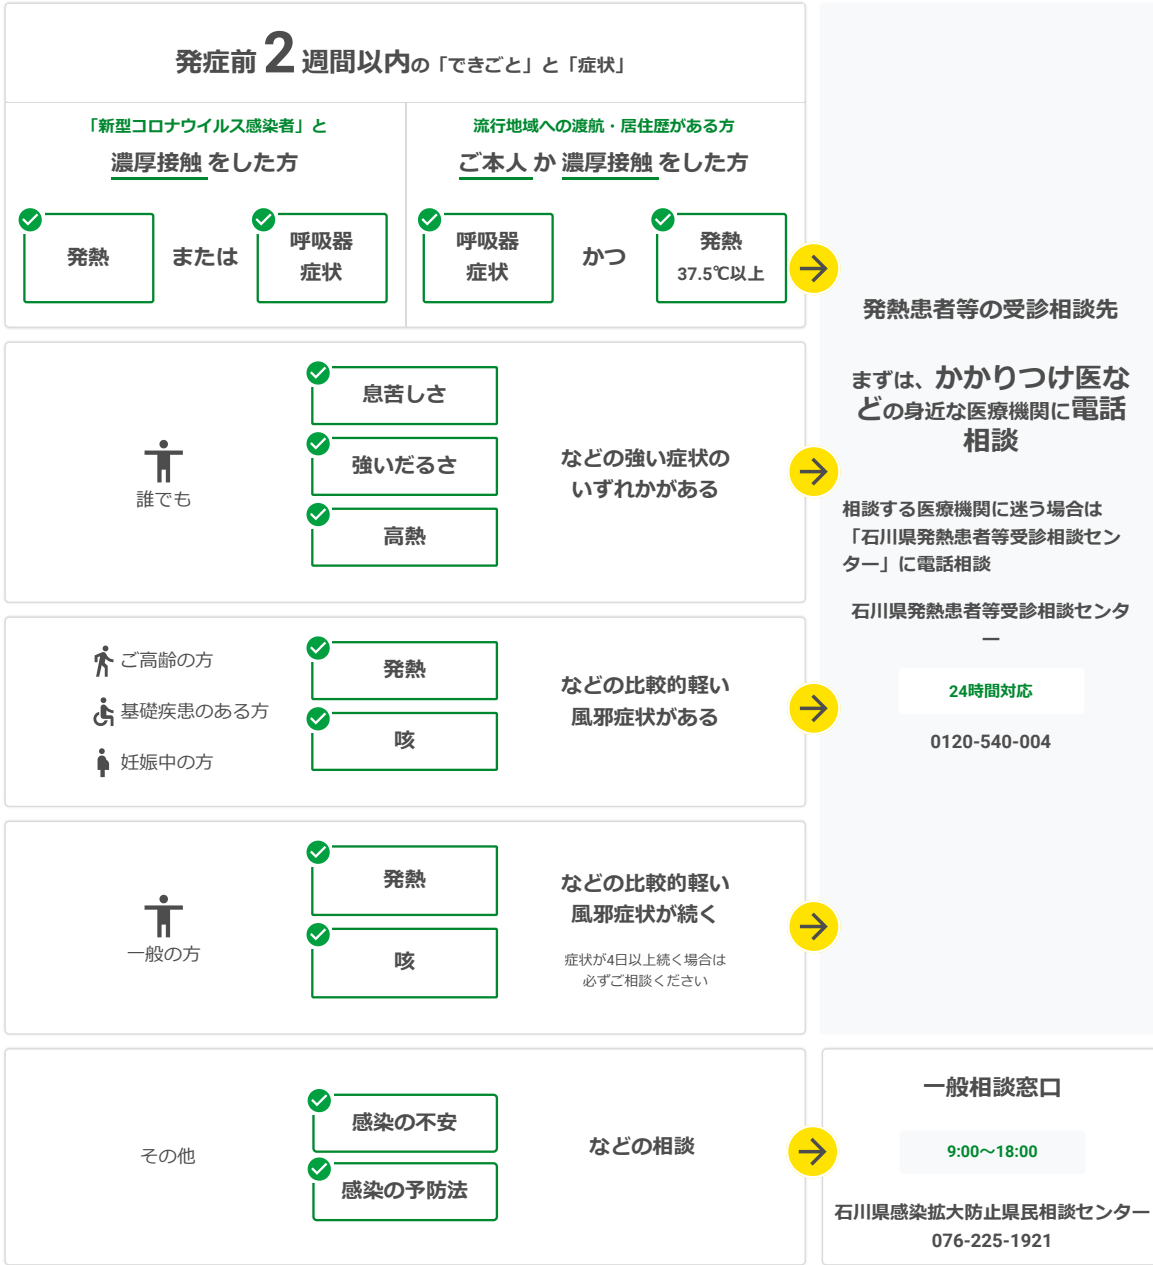 発症前2週間以内の「できごと」と「症状」
「新型コロナウイルス感染者」と
濃厚接触をした方
発熱
または
呼吸器
症状
流行地域への渡航・居住歴がある方
ご本人か濃厚接触をした方
呼吸器
症状
かつ
発熱
37.5℃以上
誰でも
息苦しさ
強いだるさ
高熱
などの強い症状の
いずれかがある
ご高齢の方
基礎疾患のある方
妊娠中の方
発熱
咳
などの比較的軽い
風邪症状がある
一般の方
発熱
咳
などの比較的軽い
風邪症状が続く
症状が4日以上続く場合は
必ずご相談ください
発熱患者等の受診相談先
まずは、かかりつけ医な
どの身近な医療機関に電話
相談
相談する医療機関に迷う場合は
「石川県発熱患者等受診相談セン
ター」に電話相談
石川県発熱患者等受診相談センタ
ー
24時間対応
0120-540-004
その他
感染の不安
感染の予防法
などの相談
一般相談窓口
9:00〜18:00
石川県感染拡大防止県民相談センター
076-225-1921